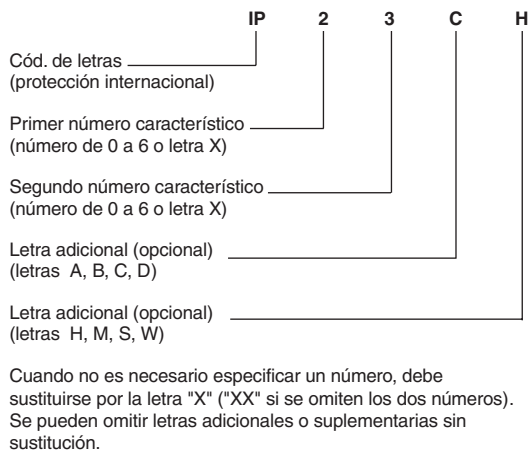 IP 2 3 C H
Cód. de letras
(protección internacional)
Primer número característico
(número de 0 a 6 o letra X)
Segundo número característico
(número de 0 a 6 o letra X)
Letra adicional (opcional)
(letras A, B, C, D)
Letra adicional (opcional)
(letras H, M, S, W)
Cuando no es necesario especificar un número, debe
sustituirse por la letra "X" ("XX" si se omiten los dos números).
Se pueden omitir letras adicionales o suplementarias sin
sustitución.